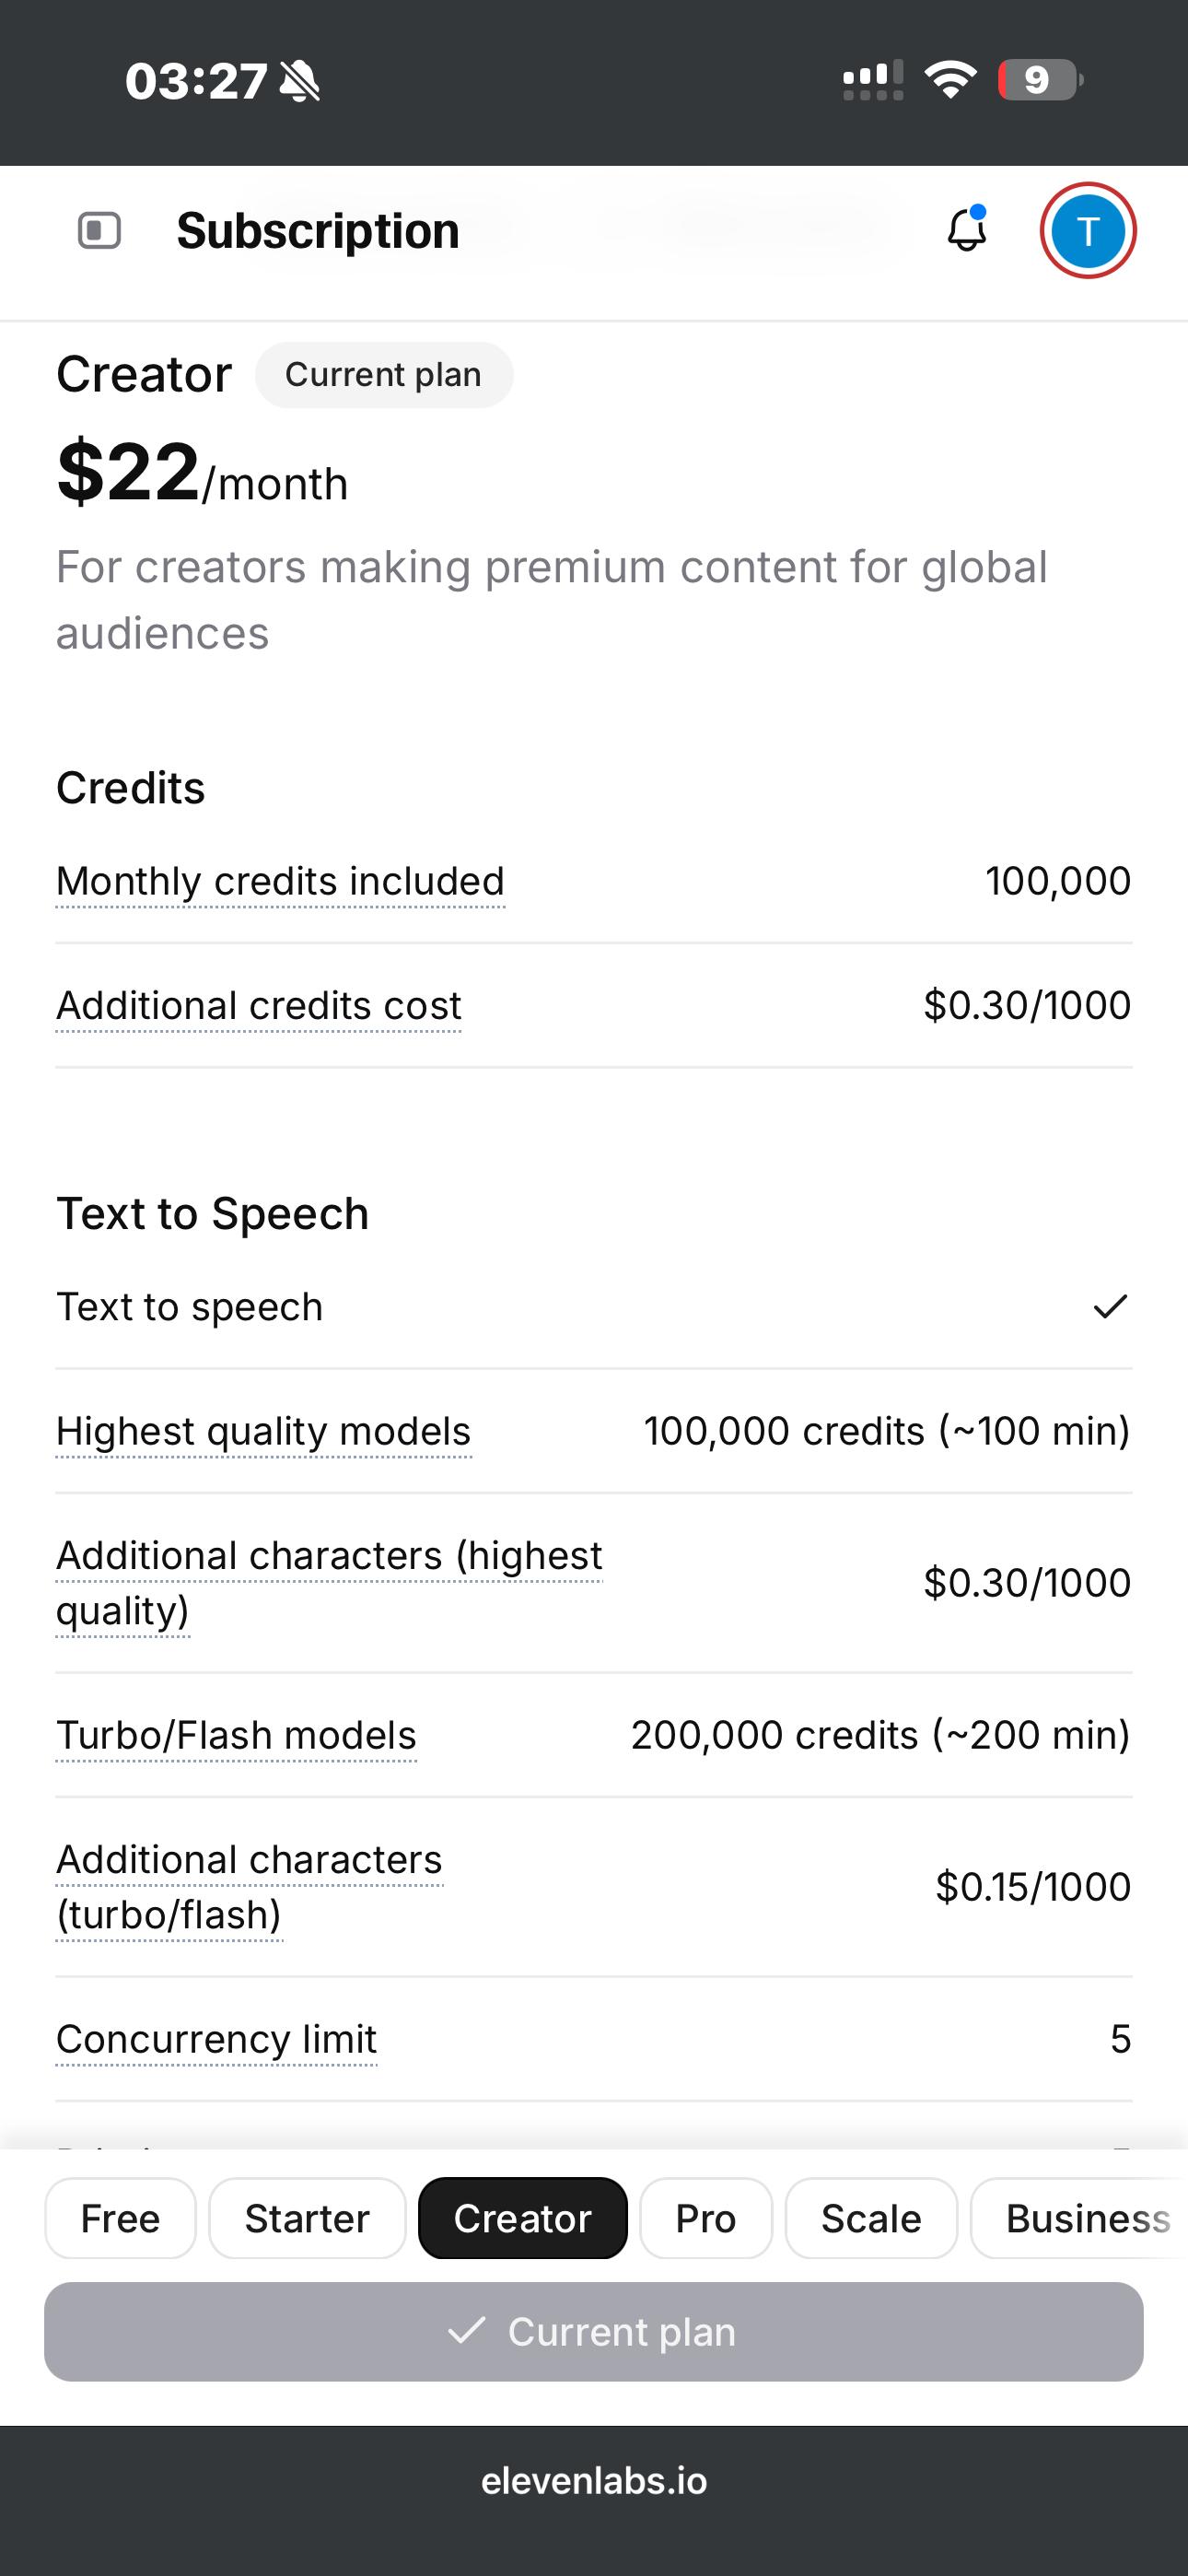 03:27
9
Subscription
T
Creator Current plan
$22/month
For creators making premium content for global
audiences
Credits
Monthly credits included 100,000
Additional credits cost $0.30/1000
Text to Speech
Text to speech
Highest quality models 100,000 credits (~100 min)
Additional characters (highest
quality) $0.30/1000
Turbo/Flash models 200,000 credits (~200 min)
Additional characters
(turbo/flash) $0.15/1000
Concurrency limit 5
Free Starter Creator Pro Scale Business
Current plan
elevenlabs.io